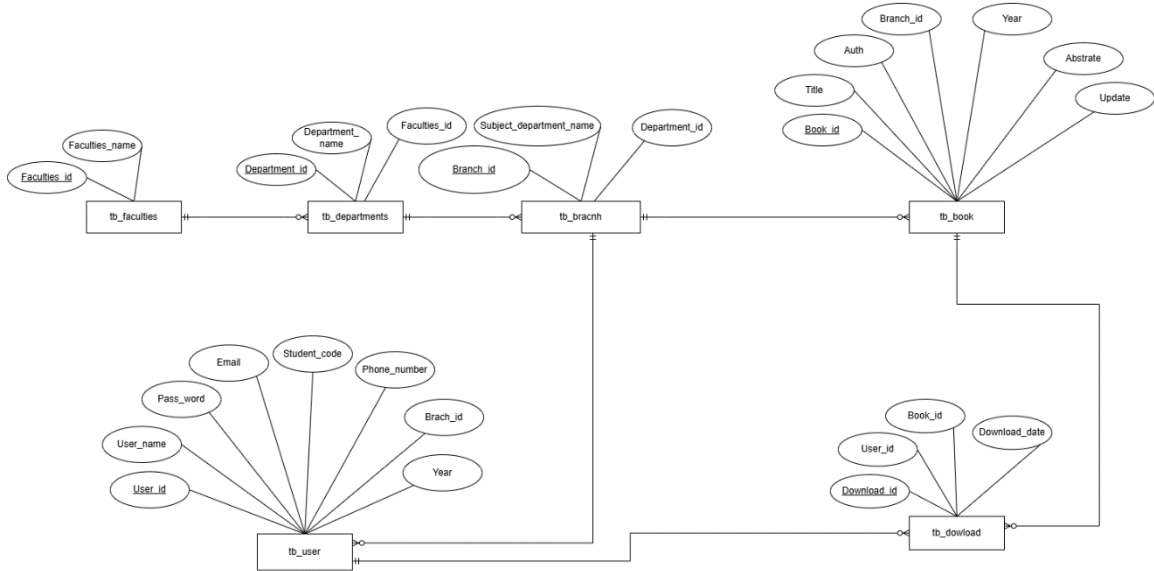 Branch_id
Year
Auth
Abstrate
Title
Update
Book_id
Faculties_name
Faculties_id
Department_
name
Faculties_id
Department_id
Subject_department_name
Department_id
Branch_id
tb_faculties
tb_departments
tb_bracnh
tb_book
Email
Student_code
Phone_number
Pass_word
Brach_id
User_name
Year
User_id
Book_id
Download_date
User_id
Download_id
tb_user
tb_dowload